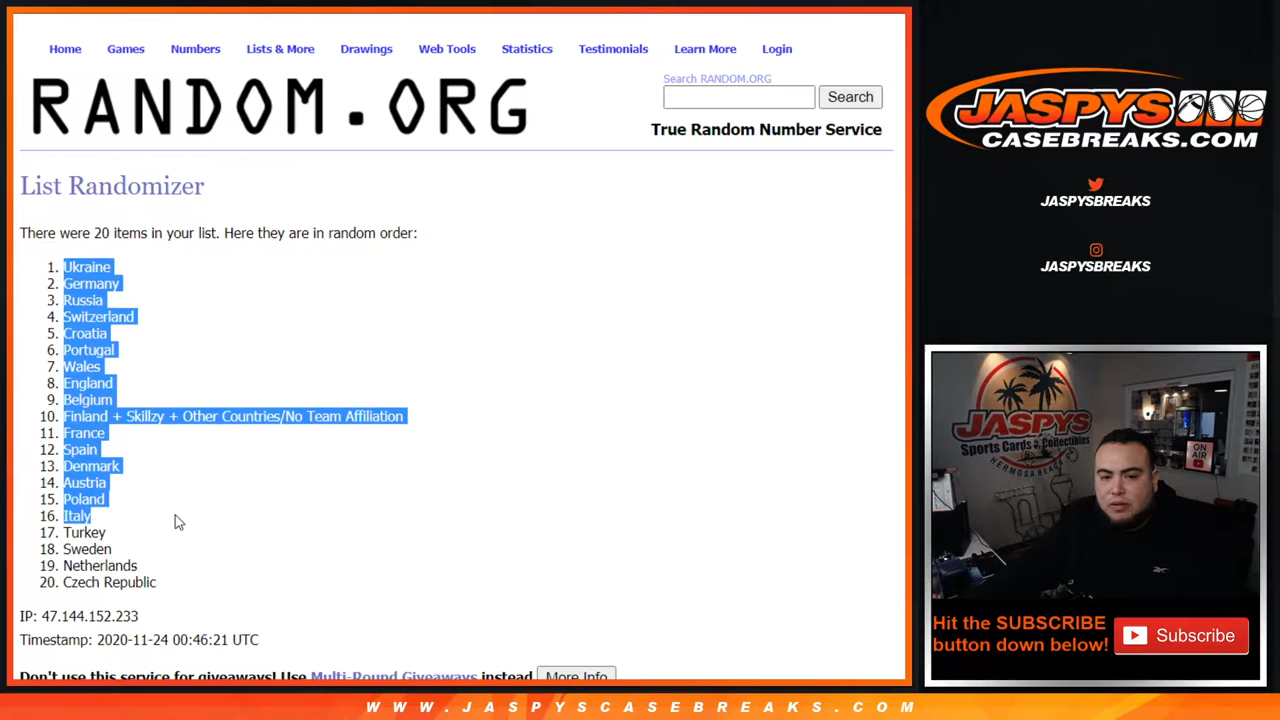 Home Games Numbers Lists & More Drawings Web Tools Statistics Testimonials Learn More Login
RANDOM.ORG
Search RANDOM.ORG
Search
True Random Number Service
List Randomizer
There were 20 items in your list. Here they are in random order:
1. Ukraine
2. Germany
3. Russia
4. Switzerland
5. Croatia
6. Portugal
7. Wales
8. England
9. Belgium
10. Finland + Skillzy + Other Countries/No Team Affiliation
11. France
12. Spain
13. Denmark
14. Austria
15. Poland
16. Italy
17. Turkey
18. Sweden
19. Netherlands
20. Czech Republic
IP: 47.144.152.233
Timestamp: 2020-11-24 00:46:21 UTC
Don't use this service for giveaways! Use Multi-Round Giveaways instead More Info
JASPYS
CASEBREAKS.COM
JASPYSBREAKS
JASPYSBREAKS
JASPYS
Sports Cards & Collectibles
HERMOSA BEACH, CA
ON AIR
Hit the SUBSCRIBE
button down below!
Subscribe
WWW.JASPYSCASEBREAKS.COM